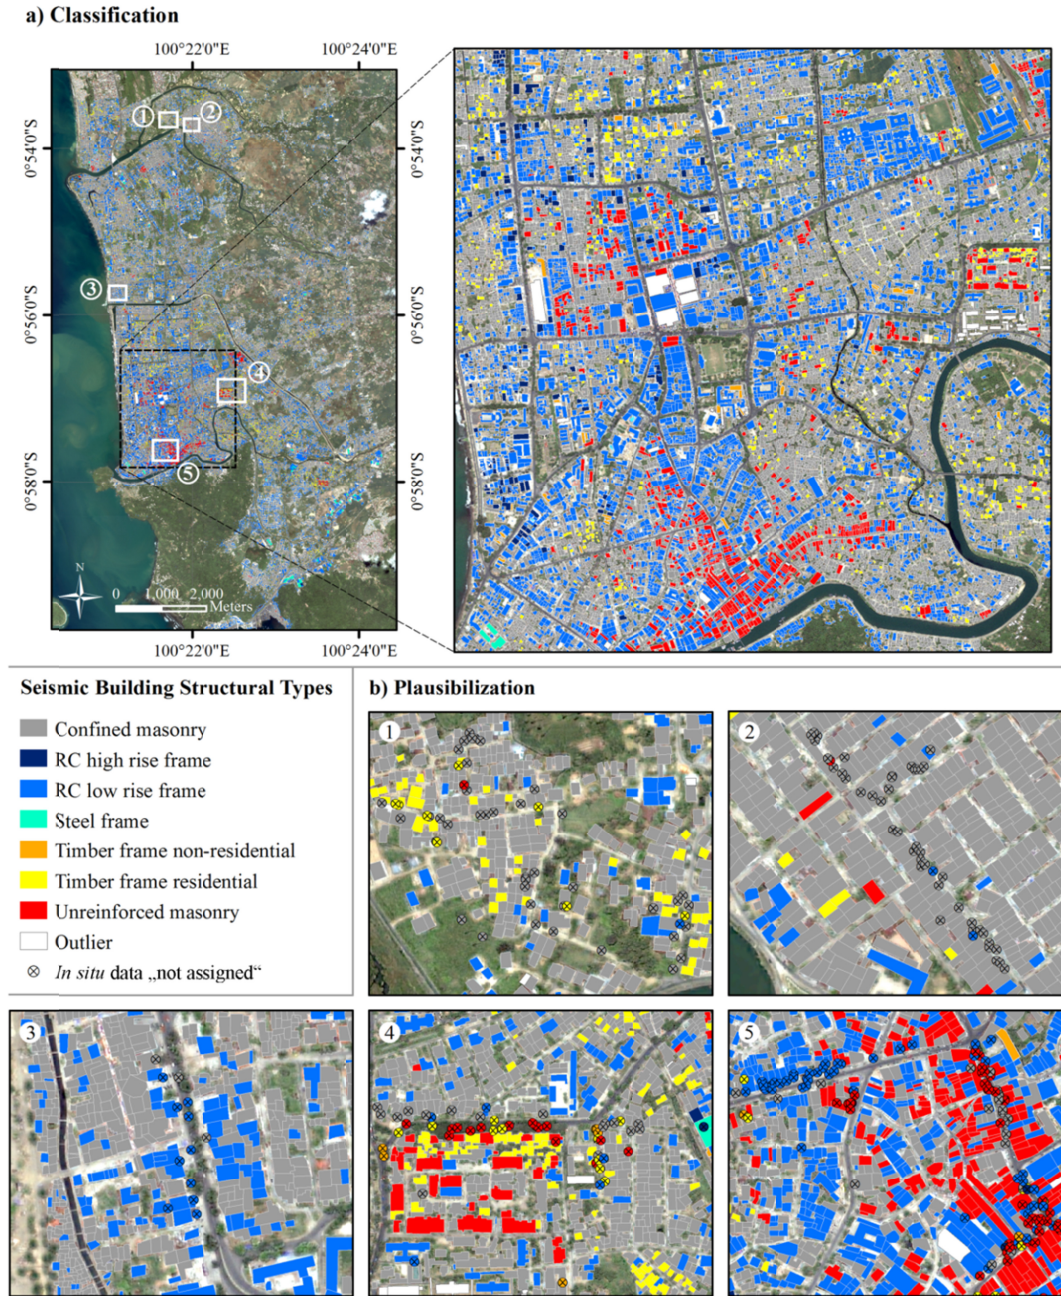 a) Classification
100°22'0"E
100°24'0"E
1
2
0°54'0"S
0°54'0"S
3
0°56'0"S
0°56'0"S
4
5
0°58'0"S
0°58'0"S
N
0 1,000 2,000
Meters
100°22'0"E
100°24'0"E
Seismic Building Structural Types
Confined masonry
RC high rise frame
RC low rise frame
Steel frame
Timber frame non-residential
Timber frame residential
Unreinforced masonry
Outlier
In situ data „not assigned“
b) Plausibilization
1
2
3
4
5